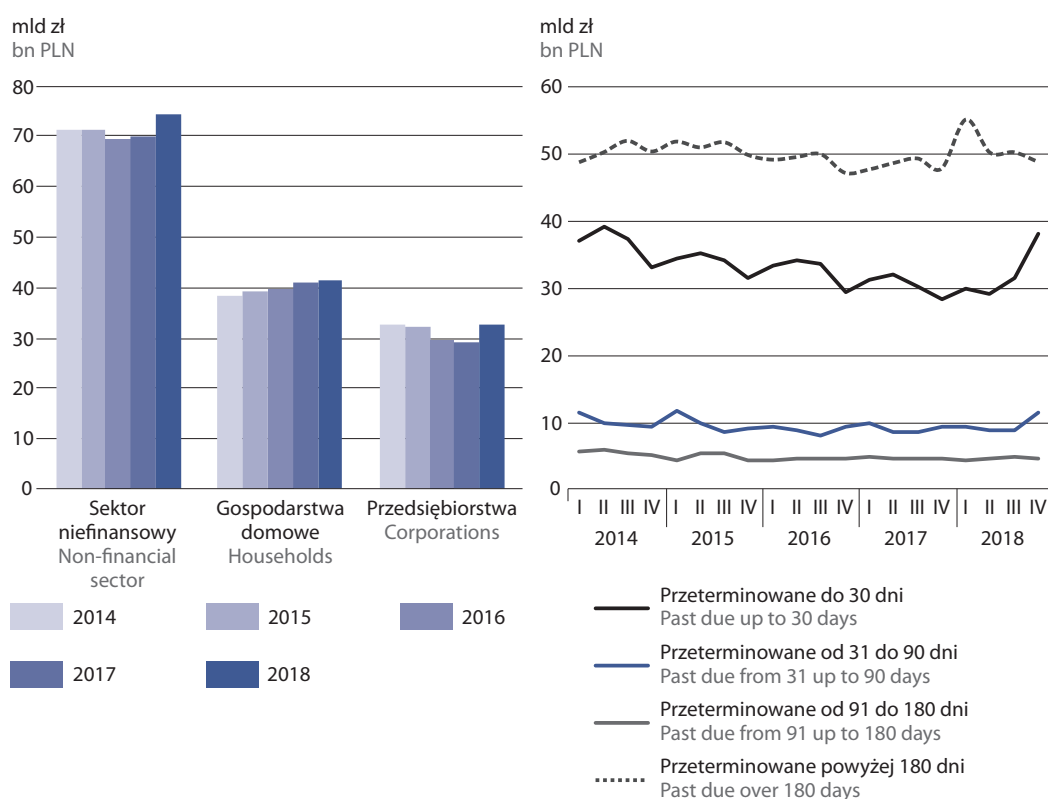 mld zł
bn PLN
80
70
60
50
40
30
20
10
0
Sektor
niefinansowy
Non-financial
sector
Gospodarstwa
domowe
Households
Przedsiębiorstwa
Corporations
2014
2015
2016
2017
2018
mld zł
bn PLN
60
50
40
30
20
10
0
I II III IV I II III IV I II III IV I II III IV I II III IV
2014 2015 2016 2017 2018
Przeterminowane do 30 dni
Past due up to 30 days
Przeterminowane od 31 do 90 dni
Past due from 31 up to 90 days
Przeterminowane od 91 do 180 dni
Past due from 91 up to 180 days
Przeterminowane powyżej 180 dni
Past due over 180 days